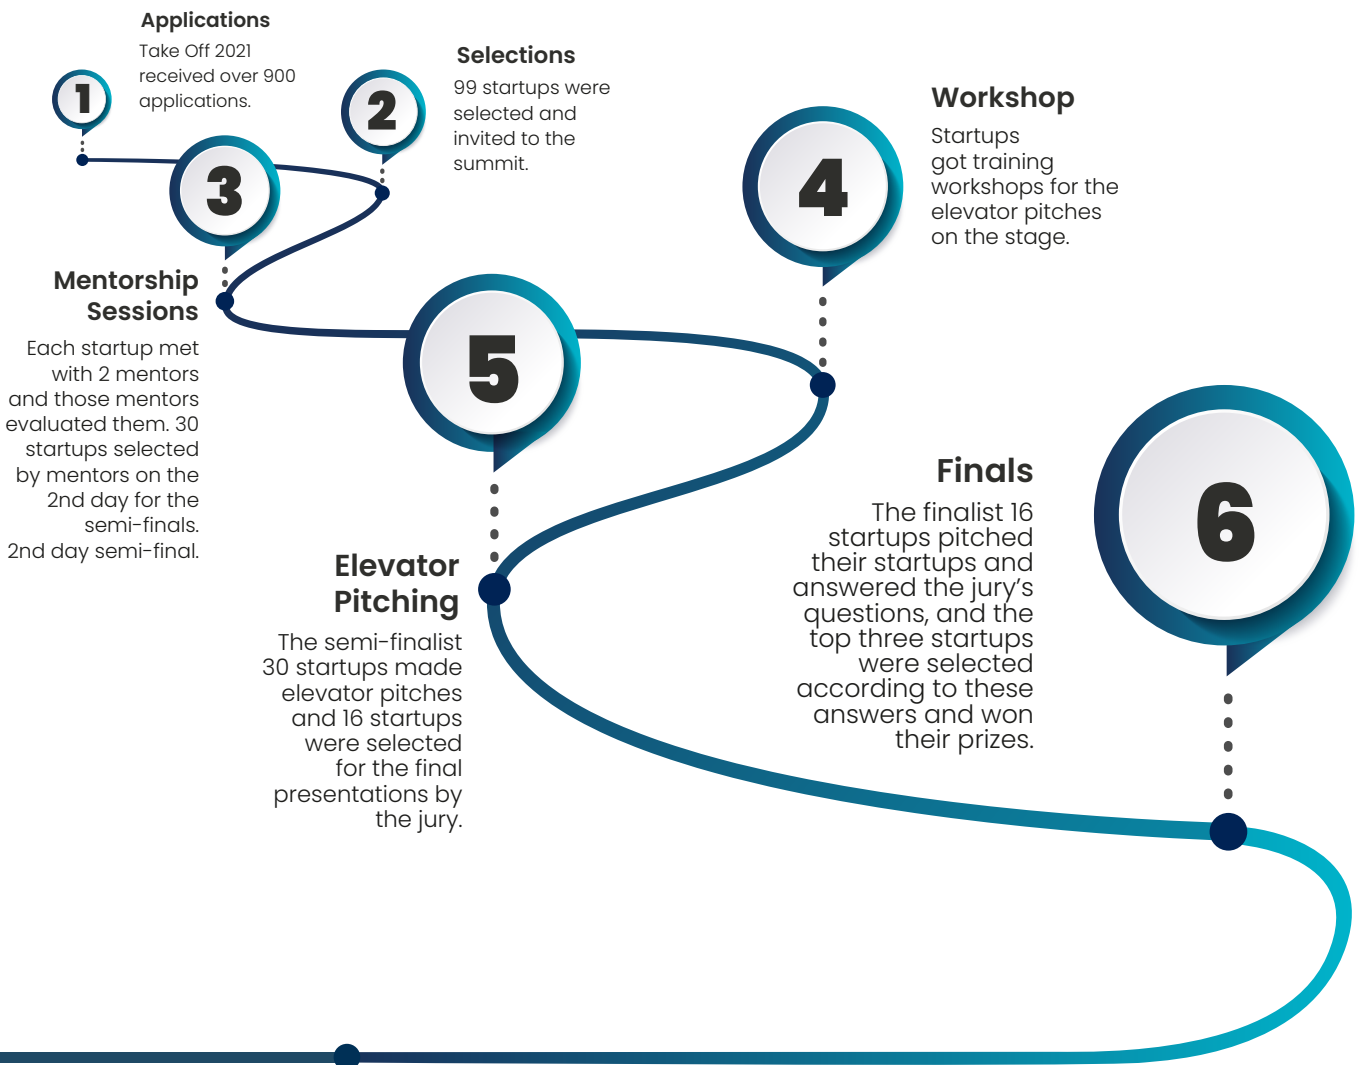 1
Applications
Take Off 2021
received over 900
applications.
2
Selections
99 startups were
selected and
invited to the
summit.
3
Mentorship
Sessions
Each startup met
with 2 mentors
and those mentors
evaluated them. 30
startups selected
by mentors on the
2nd day for the
semi-finals.
2nd day semi-final.
4
Workshop
Startups
got training
workshops for the
elevator pitches
on the stage.
5
Elevator
Pitching
The semi-finalist
30 startups made
elevator pitches
and 16 startups
were selected
for the final
presentations by
the jury.
6
Finals
The finalist 16
startups pitched
their startups and
answered the jury’s
questions, and the
top three startups
were selected
according to these
answers and won
their prizes.